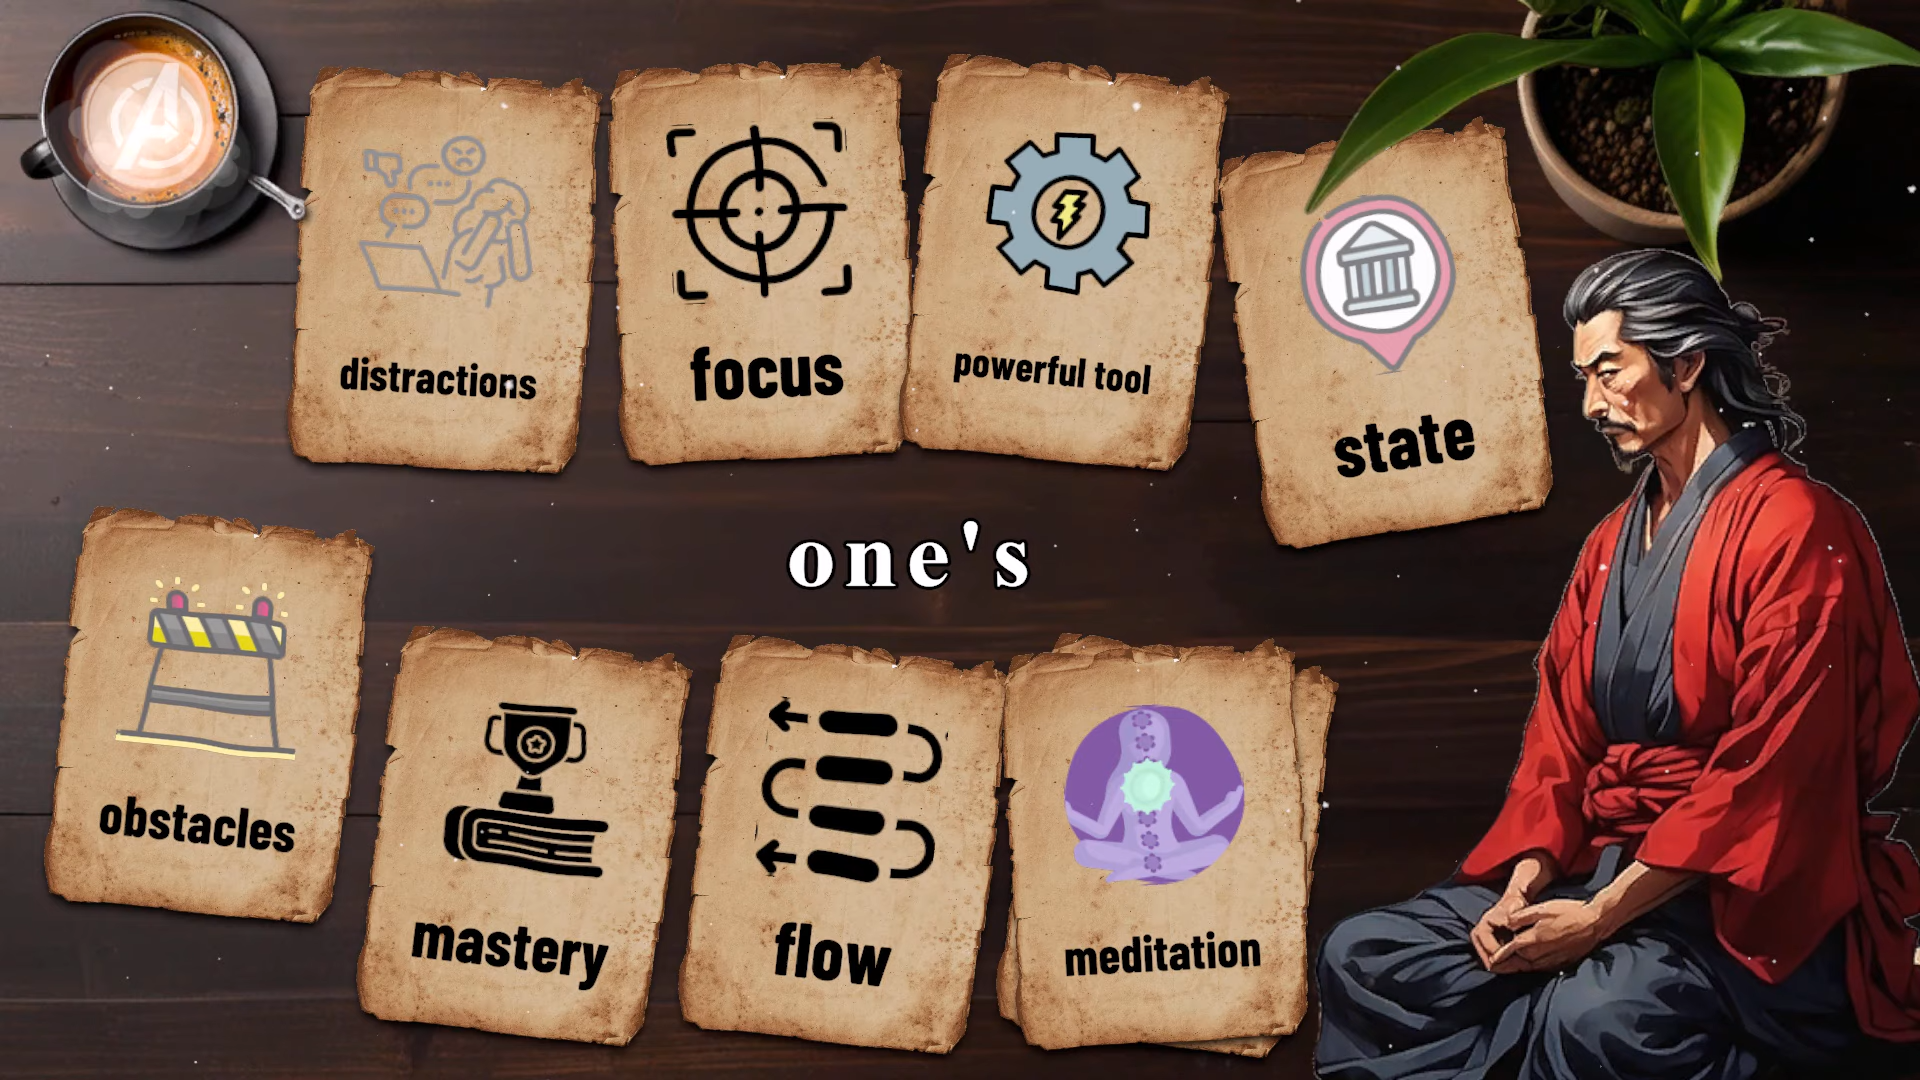 distractions
focus
powerful tool
state
one's
obstacles
mastery
flow
meditation